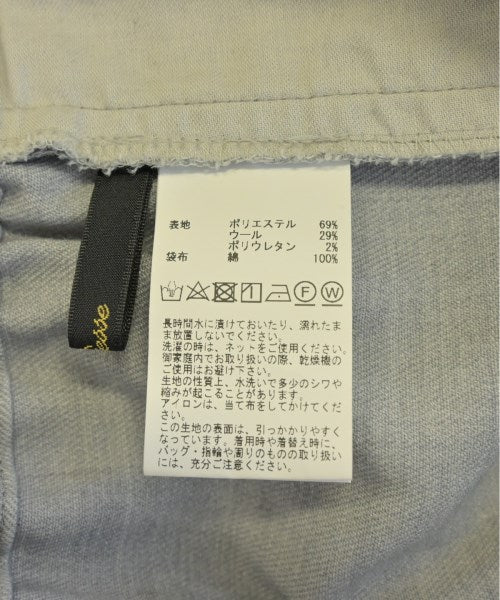 表地 ポリエステル 69%
ウール 29%
ポリウレタン 2%
袋布 綿 100%
F W
長時間水に漬けておいたり、濡れたま
ま放置しないでください。
洗濯の時は、ネットをご使用ください。
御家庭内でお取り扱いの際、乾燥機の
ご使用はお避け下さい。
生地の性質上、水洗いで多少のシワや
縮みが起こることがあります。
アイロンは、当て布をしてかけてくださ
い。
この生地の表面は、引っかかりやすく
なっています。着用時や着替え時に、
バッグ・指輪や周りのものの取り扱い
には、充分ご注意ください。